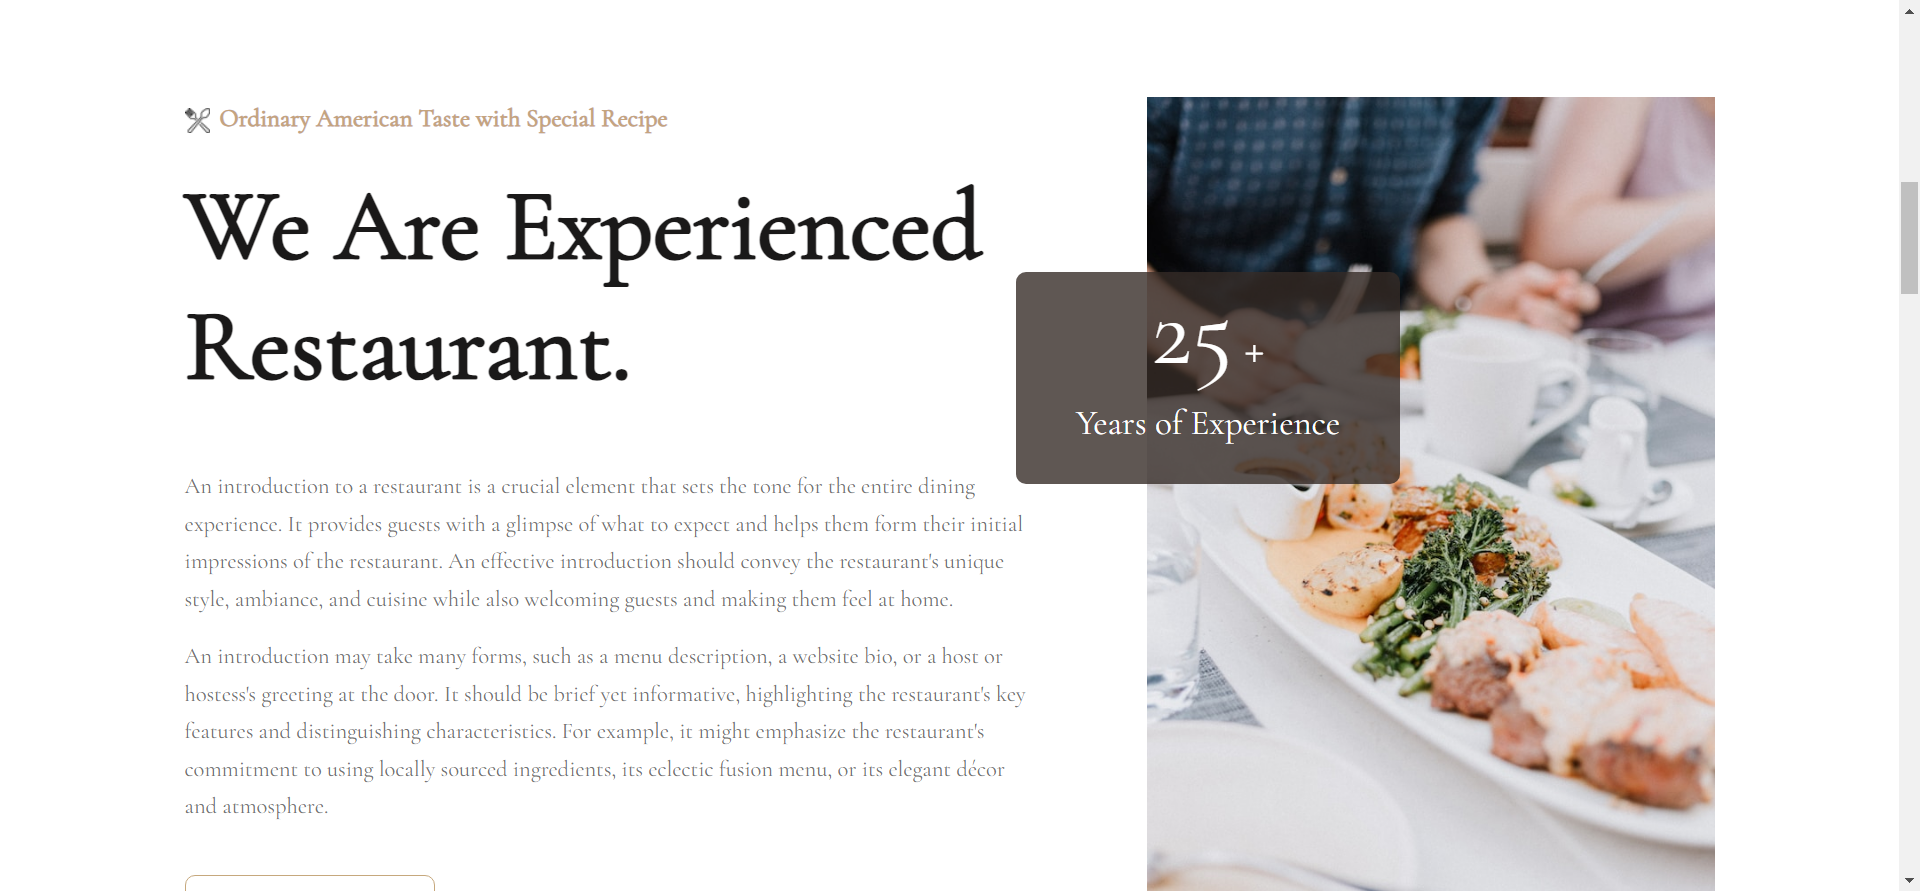 Ordinary American Taste with Special Recipe
We Are Experienced
Restaurant.
25 +
Years of Experience
An introduction to a restaurant is a crucial element that sets the tone for the entire dining
experience. It provides guests with a glimpse of what to expect and helps them form their initial
impressions of the restaurant. An effective introduction should convey the restaurant's unique
style, ambiance, and cuisine while also welcoming guests and making them feel at home.
An introduction may take many forms, such as a menu description, a website bio, or a host or
hostess's greeting at the door. It should be brief yet informative, highlighting the restaurant's key
features and distinguishing characteristics. For example, it might emphasize the restaurant's
commitment to using locally sourced ingredients, its eclectic fusion menu, or its elegant décor
and atmosphere.